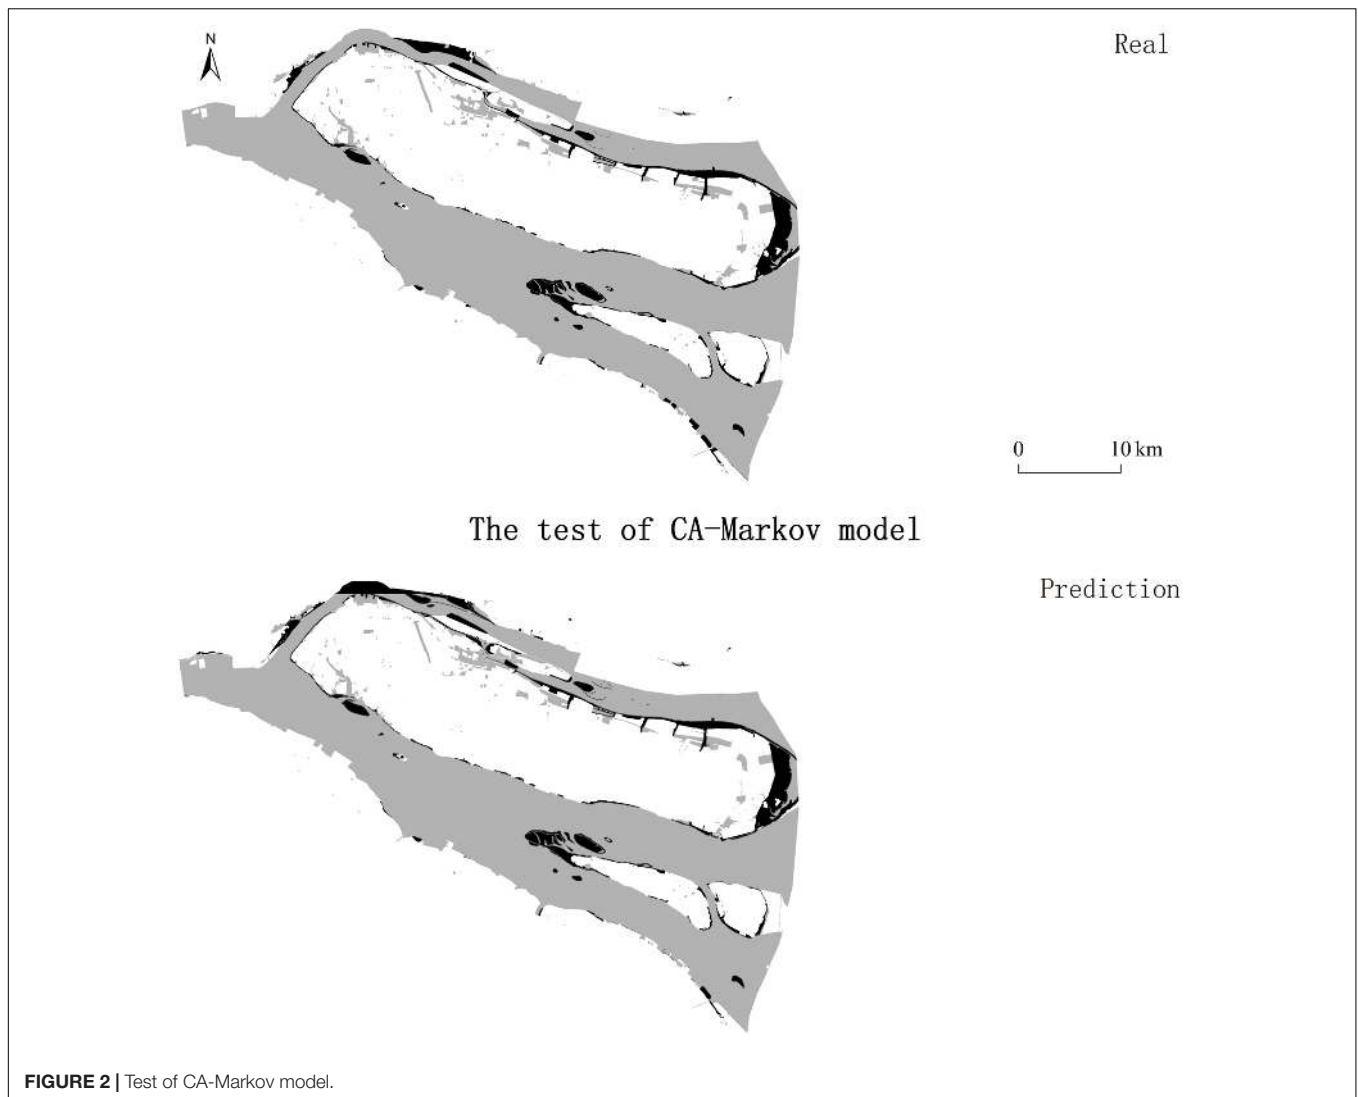 N
Real
0 10 km
The test of CA-Markov model
Prediction
FIGURE 2 | Test of CA-Markov model.